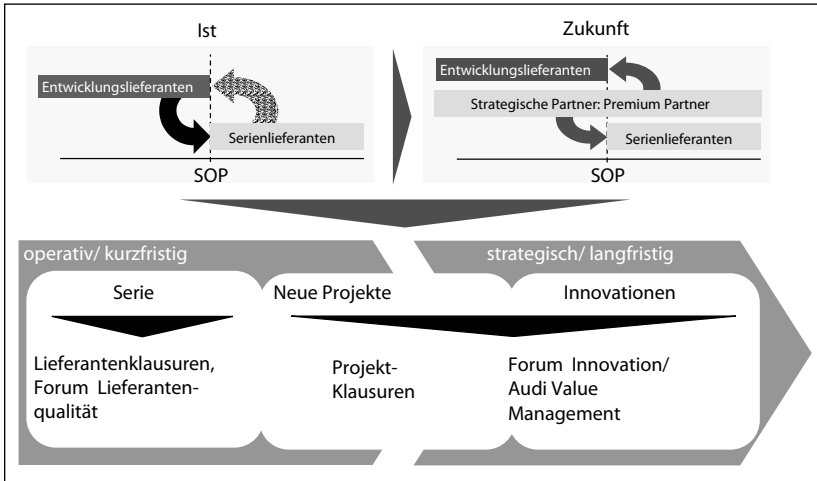 Ist
Entwicklungslieferanten
Serienlieferanten
SOP
Zukunft
Entwicklungslieferanten
Strategische Partner: Premium Partner
Serienlieferanten
SOP
operativ/ kurzfristig
strategisch/ langfristig
Serie
Neue Projekte
Innovationen
Lieferantenklausuren,
Forum Lieferanten-
qualität
Projekt-
Klausuren
Forum Innovation/
Audi Value
Management